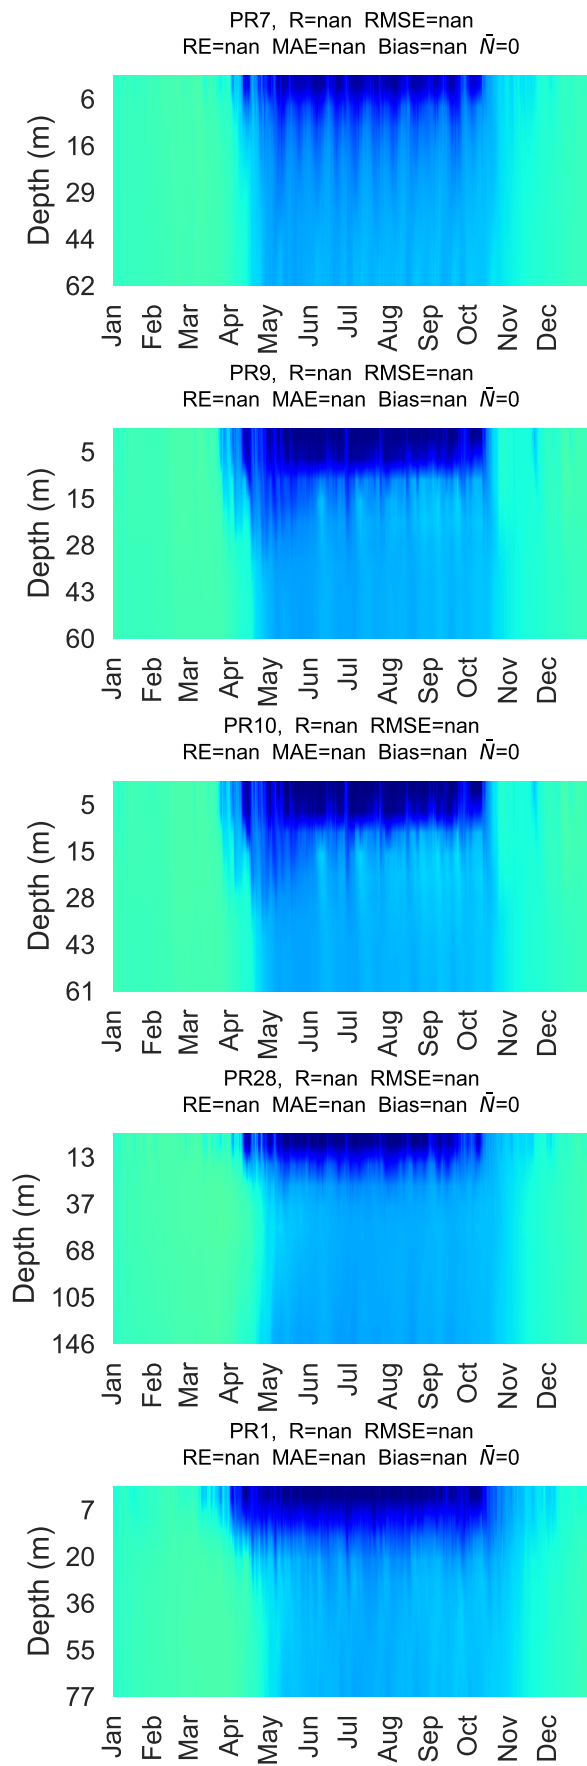 PR7, R=nan RMSE=nan
RE=nan MAE=nan Bias=nan N̄=0
Depth (m)
6
16
29
44
62
Jan Feb Mar Apr May Jun Jul Aug Sep Oct Nov Dec
PR9, R=nan RMSE=nan
RE=nan MAE=nan Bias=nan N̄=0
Depth (m)
5
15
28
43
60
Jan Feb Mar Apr May Jun Jul Aug Sep Oct Nov Dec
PR10, R=nan RMSE=nan
RE=nan MAE=nan Bias=nan N̄=0
Depth (m)
5
15
28
43
61
Jan Feb Mar Apr May Jun Jul Aug Sep Oct Nov Dec
PR28, R=nan RMSE=nan
RE=nan MAE=nan Bias=nan N̄=0
Depth (m)
13
37
68
105
146
Jan Feb Mar Apr May Jun Jul Aug Sep Oct Nov Dec
PR1, R=nan RMSE=nan
RE=nan MAE=nan Bias=nan N̄=0
Depth (m)
7
20
36
55
77
Jan Feb Mar Apr May Jun Jul Aug Sep Oct Nov Dec